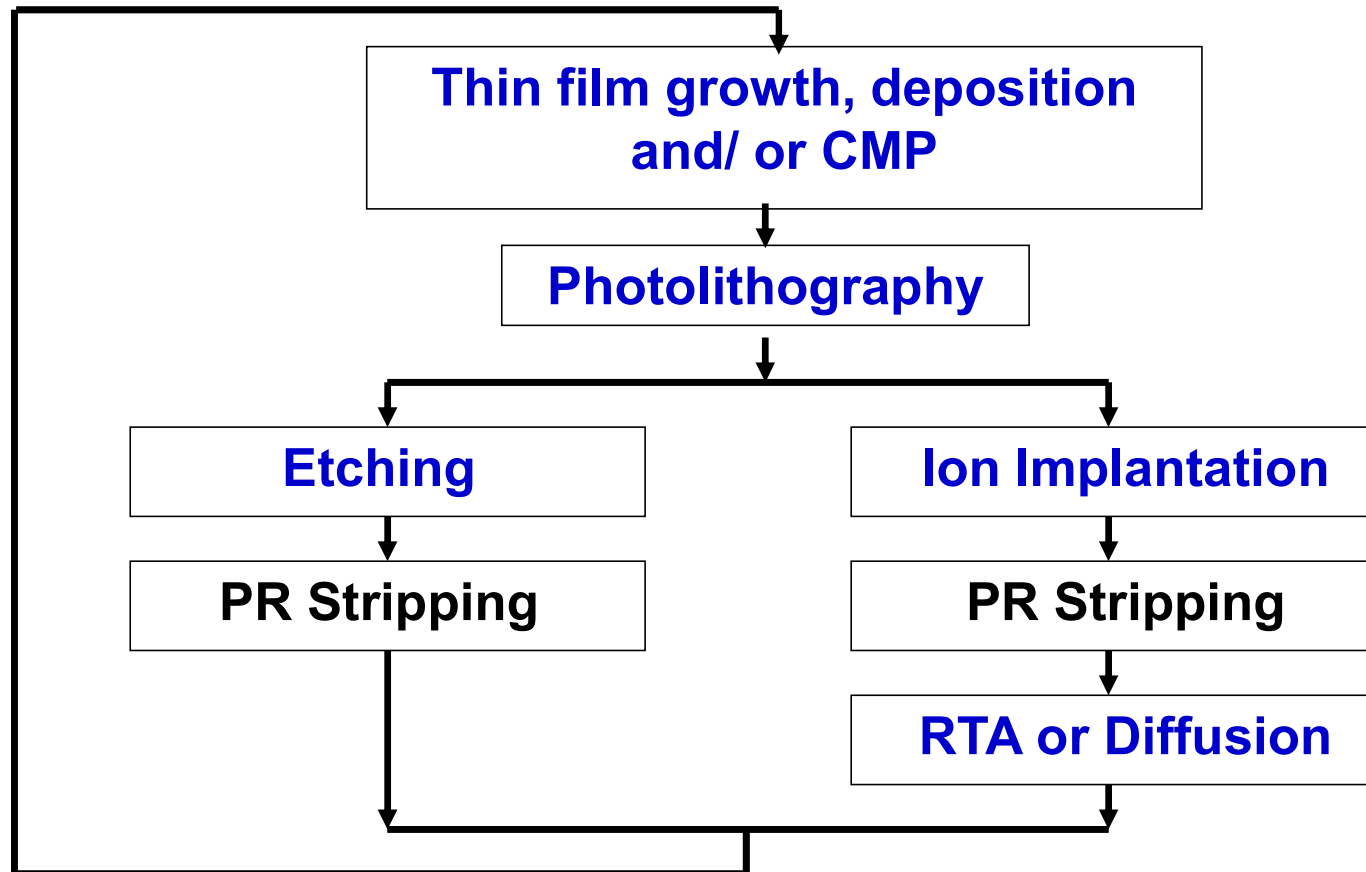 Thin film growth, deposition
and/ or CMP
Photolithography
Etching
Ion Implantation
PR Stripping
PR Stripping
RTA or Diffusion